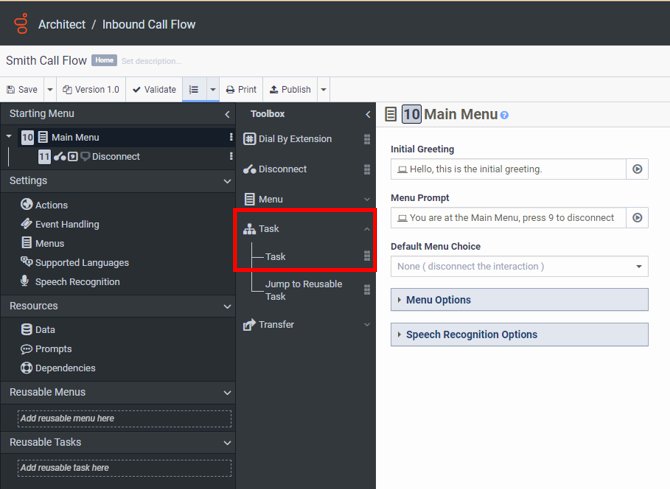 Architect / Inbound Call Flow
Smith Call Flow Home Set description...
Save Version 1.0 Validate Print Publish
Starting Menu
10 Main Menu
11 Disconnect
Settings
Actions
Event Handling
Menus
Supported Languages
Speech Recognition
Resources
Data
Prompts
Dependencies
Reusable Menus
Add reusable menu here
Reusable Tasks
Add reusable task here
Toolbox
Dial By Extension
Disconnect
Menu
Task
Task
Jump to Reusable
Task
Transfer
10 Main Menu ?
Initial Greeting
Hello, this is the initial greeting.
Menu Prompt
You are at the Main Menu, press 9 to disconnect
Default Menu Choice
None ( disconnect the interaction )
Menu Options
Speech Recognition Options